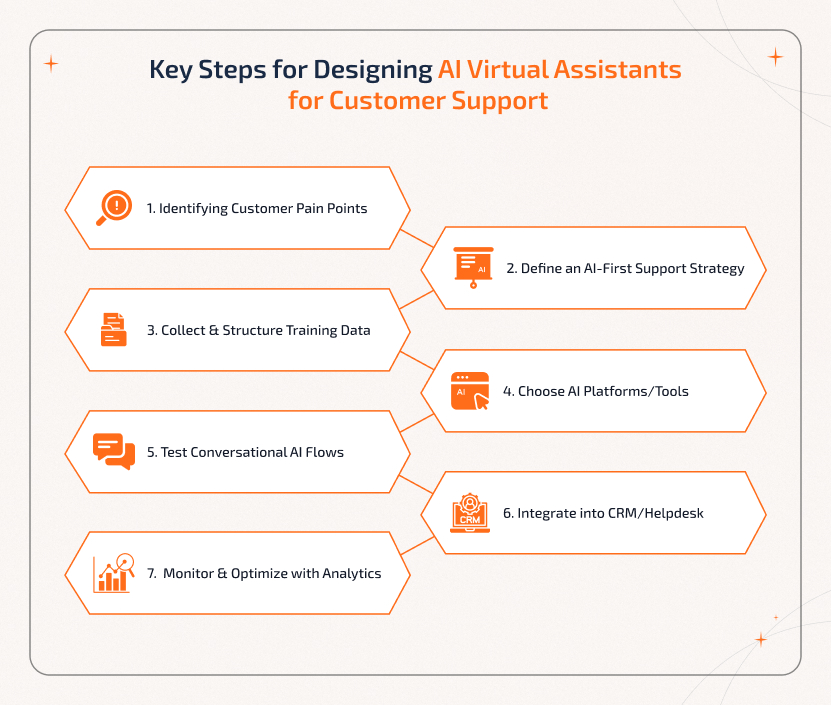 Key Steps for Designing AI Virtual Assistants
for Customer Support
1. Identifying Customer Pain Points
AI
2. Define an AI-First Support Strategy
3. Collect & Structure Training Data
AI
4. Choose AI Platforms/Tools
5. Test Conversational AI Flows
CRM
6. Integrate into CRM/Helpdesk
7. Monitor & Optimize with Analytics